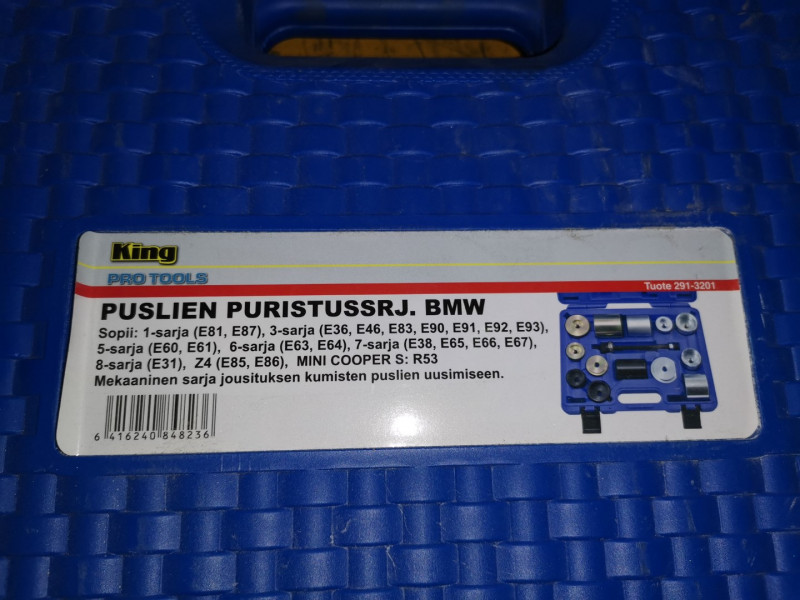 King
PRO TOOLS
Tuote 291-3201
PUSLIEN PURISTUSSRJ. BMW
Sopii: 1-sarja (E81, E87), 3-sarja (E36, E46, E83, E90, E91, E92, E93),
5-sarja (E60, E61), 6-sarja (E63, E64), 7-sarja (E38, E65, E66, E67),
8-sarja (E31), Z4 (E85, E86), MINI COOPER S: R53
Mekaaninen sarja jousituksen kumisten puslien uusimiseen.
6 416240 848236